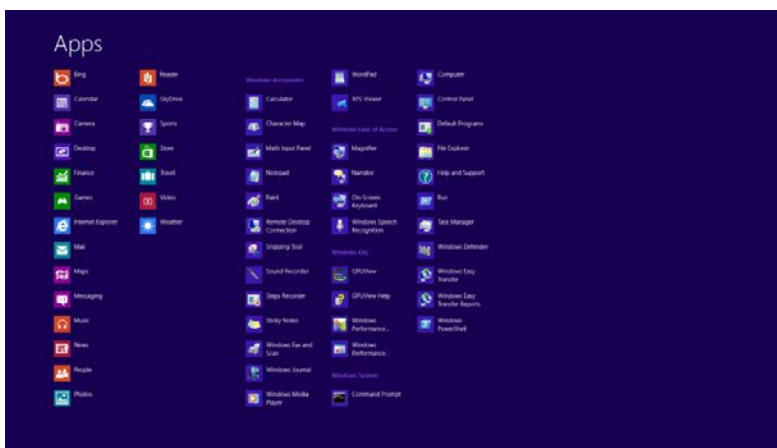 Apps
Bing
Calendar
Camera
Desktop
Finance
Games
Internet Explorer
Mail
Maps
Messaging
Music
News
People
Photos
Reader
SkyDrive
Sports
Store
Travel
Video
Weather
Windows Accessories
Calculator
Character Map
Math Input Panel
Notepad
Paint
Remote Desktop
Connection
Snipping Tool
Sound Recorder
Steps Recorder
Sticky Notes
Windows Fax and
Scan
Windows Journal
Windows Media
Player
WordPad
XPS Viewer
Windows Ease of Access
Magnifier
Narrator
On-Screen
Keyboard
Windows Speech
Recognition
Windows Kits
GPUView
GPUView Help
Windows
Performance...
Windows
Performance...
Windows System
Command Prompt
Computer
Control Panel
Default Programs
File Explorer
Help and Support
Run
Task Manager
Windows Defender
Windows Easy
Transfer
Windows Easy
Transfer Reports
Windows
PowerShell